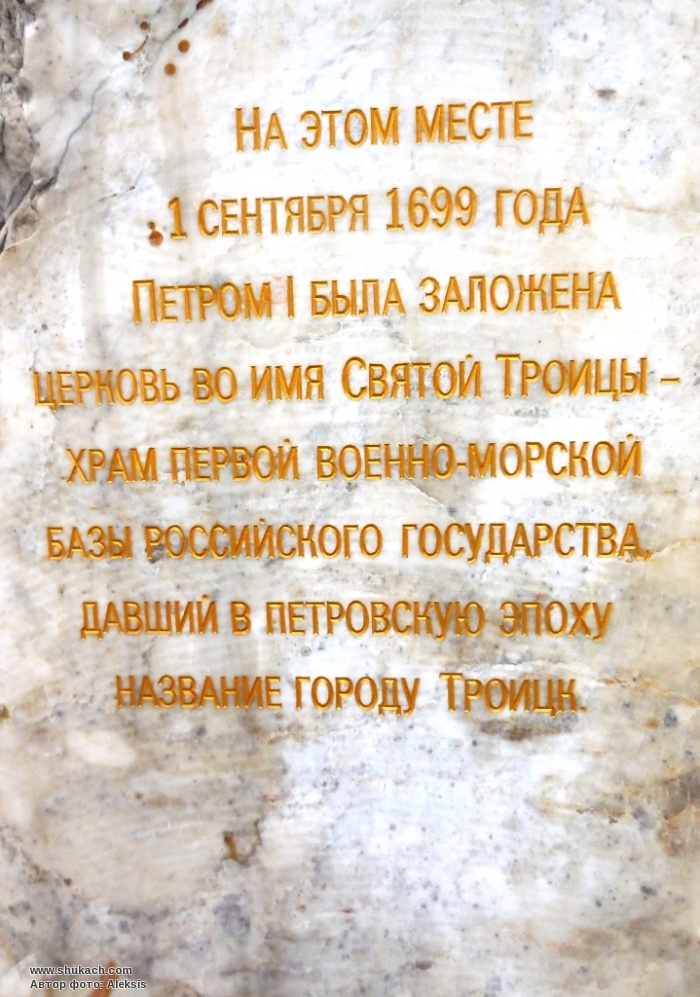 На этом месте
1 сентября 1699 года
Петром I была заложена
церковь во имя Святой Троицы –
храм первой военно-морской
базы российского государства,
давший в петровскую эпоху
название городу Троицк.
www.shukach.com
Автор фото: Aleksis